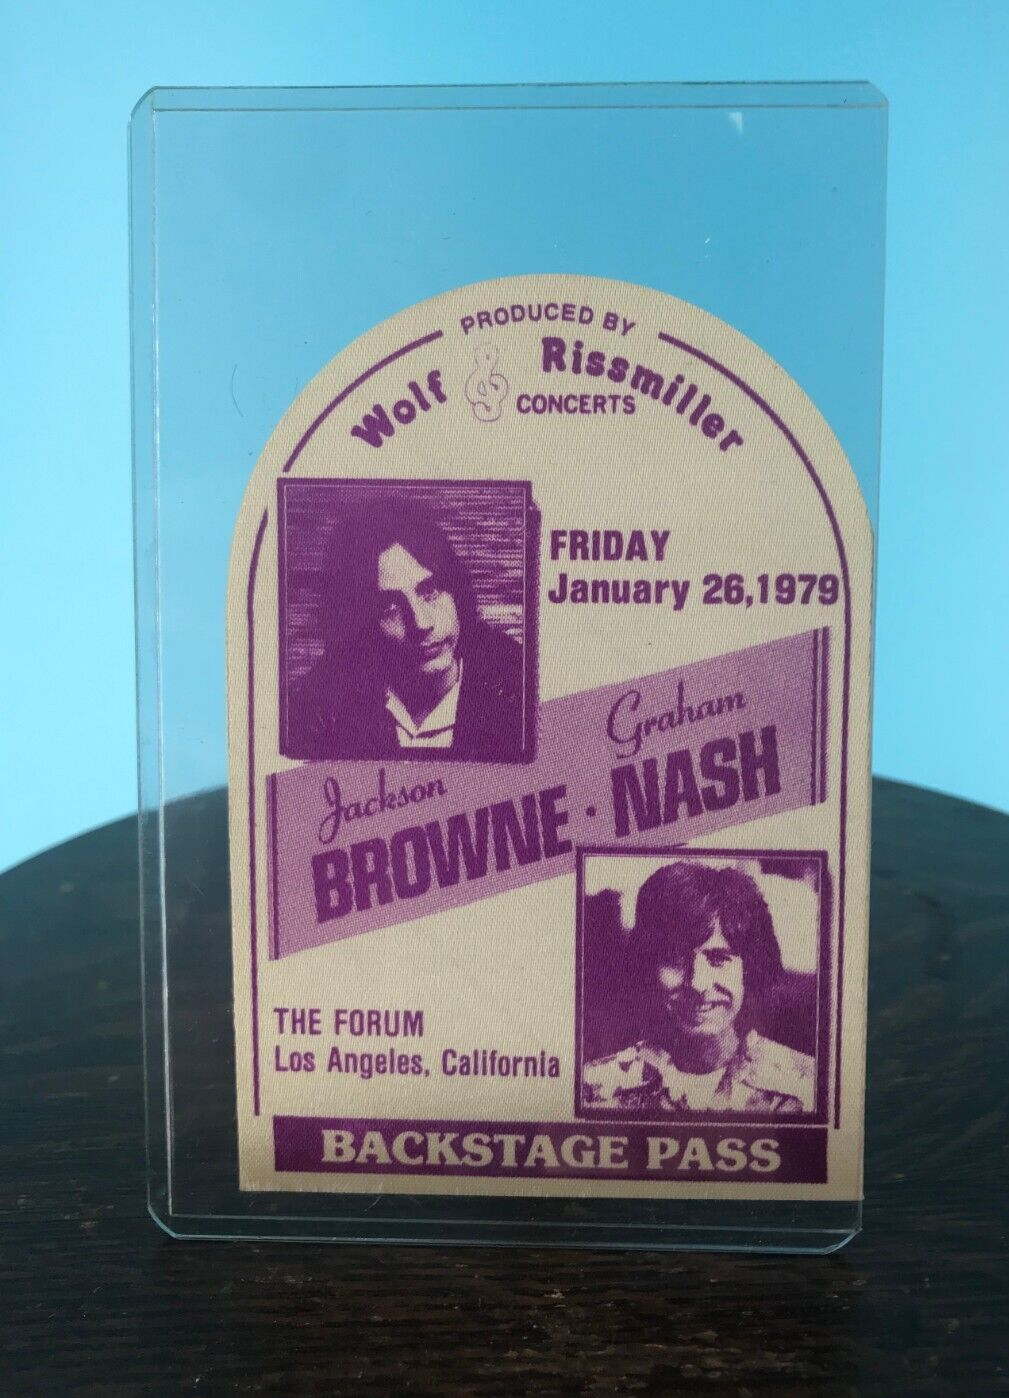 PRODUCED BY
Wolf & Rissmiller
CONCERTS
FRIDAY
January 26,1979
Jackson Graham
BROWNE · NASH
THE FORUM
Los Angeles, California
BACKSTAGE PASS